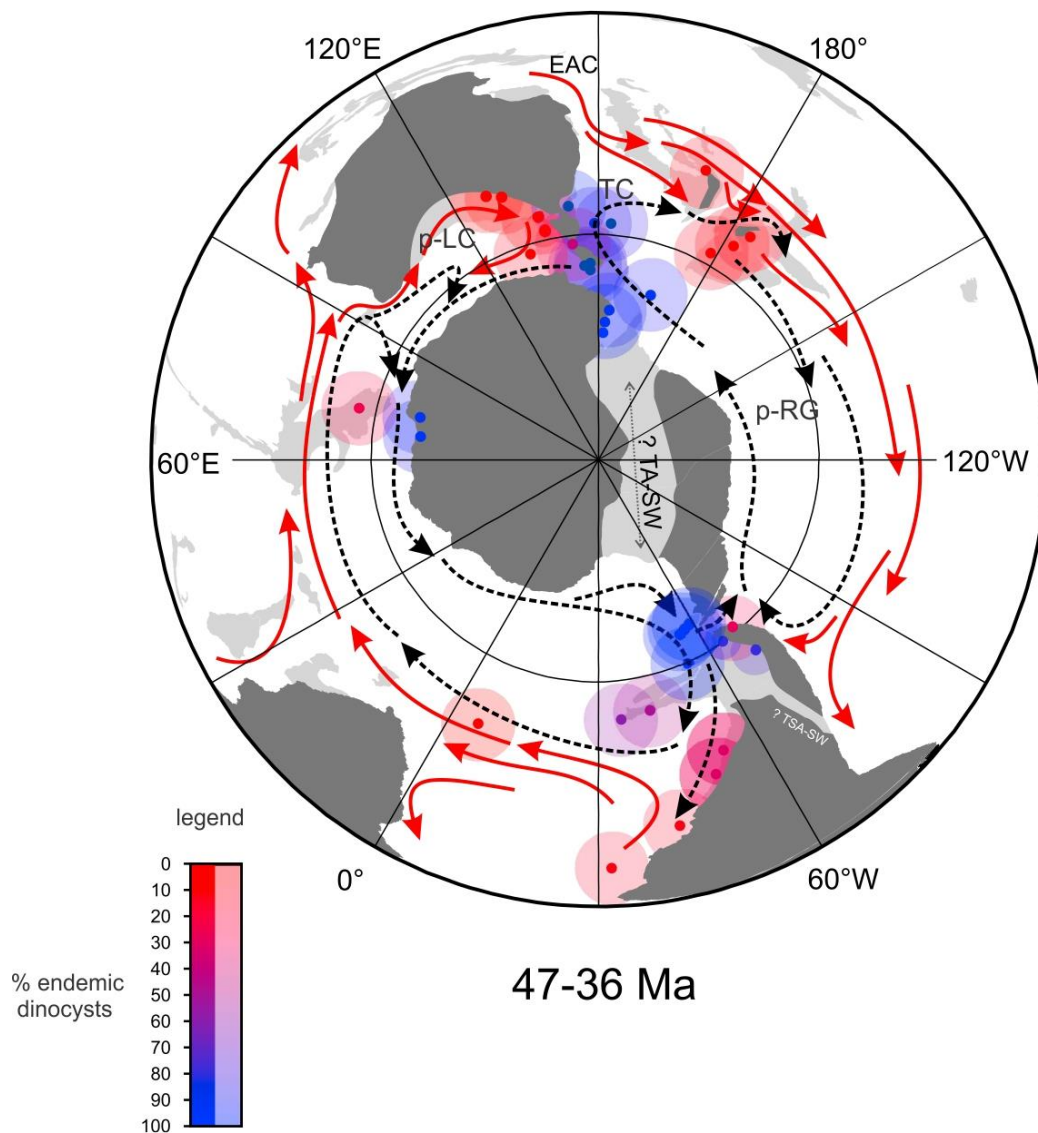 120°E
180°
EAC
TC
p-LC
p-RG
60°E
120°W
? TA-SW
? TSA-SW
legend
0°
60°W
0
10
20
30
40
50
60
70
80
90
100
% endemic
dinocysts
47-36 Ma